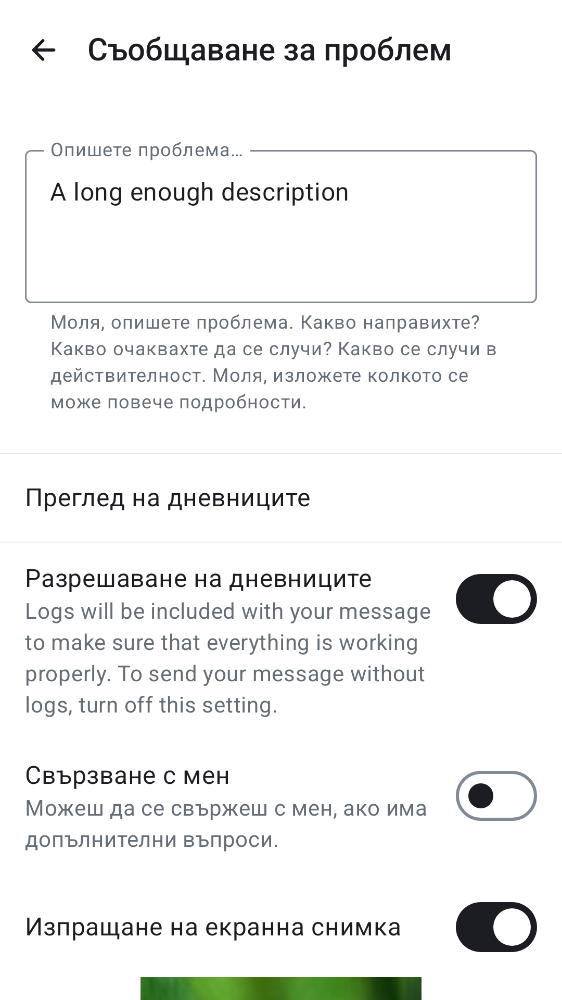 Съобщаване за проблем
Опишете проблема…
A long enough description
Моля, опишете проблема. Какво направихте?
Какво очаквахте да се случи? Какво се случи в
действителност. Моля, изложете колкото се
може повече подробности.
Преглед на дневниците
Разрешаване на дневниците
Logs will be included with your message
to make sure that everything is working
properly. To send your message without
logs, turn off this setting.
Свързване с мен
Можеш да се свържеш с мен, ако има
допълнителни въпроси.
Изпращане на екранна снимка